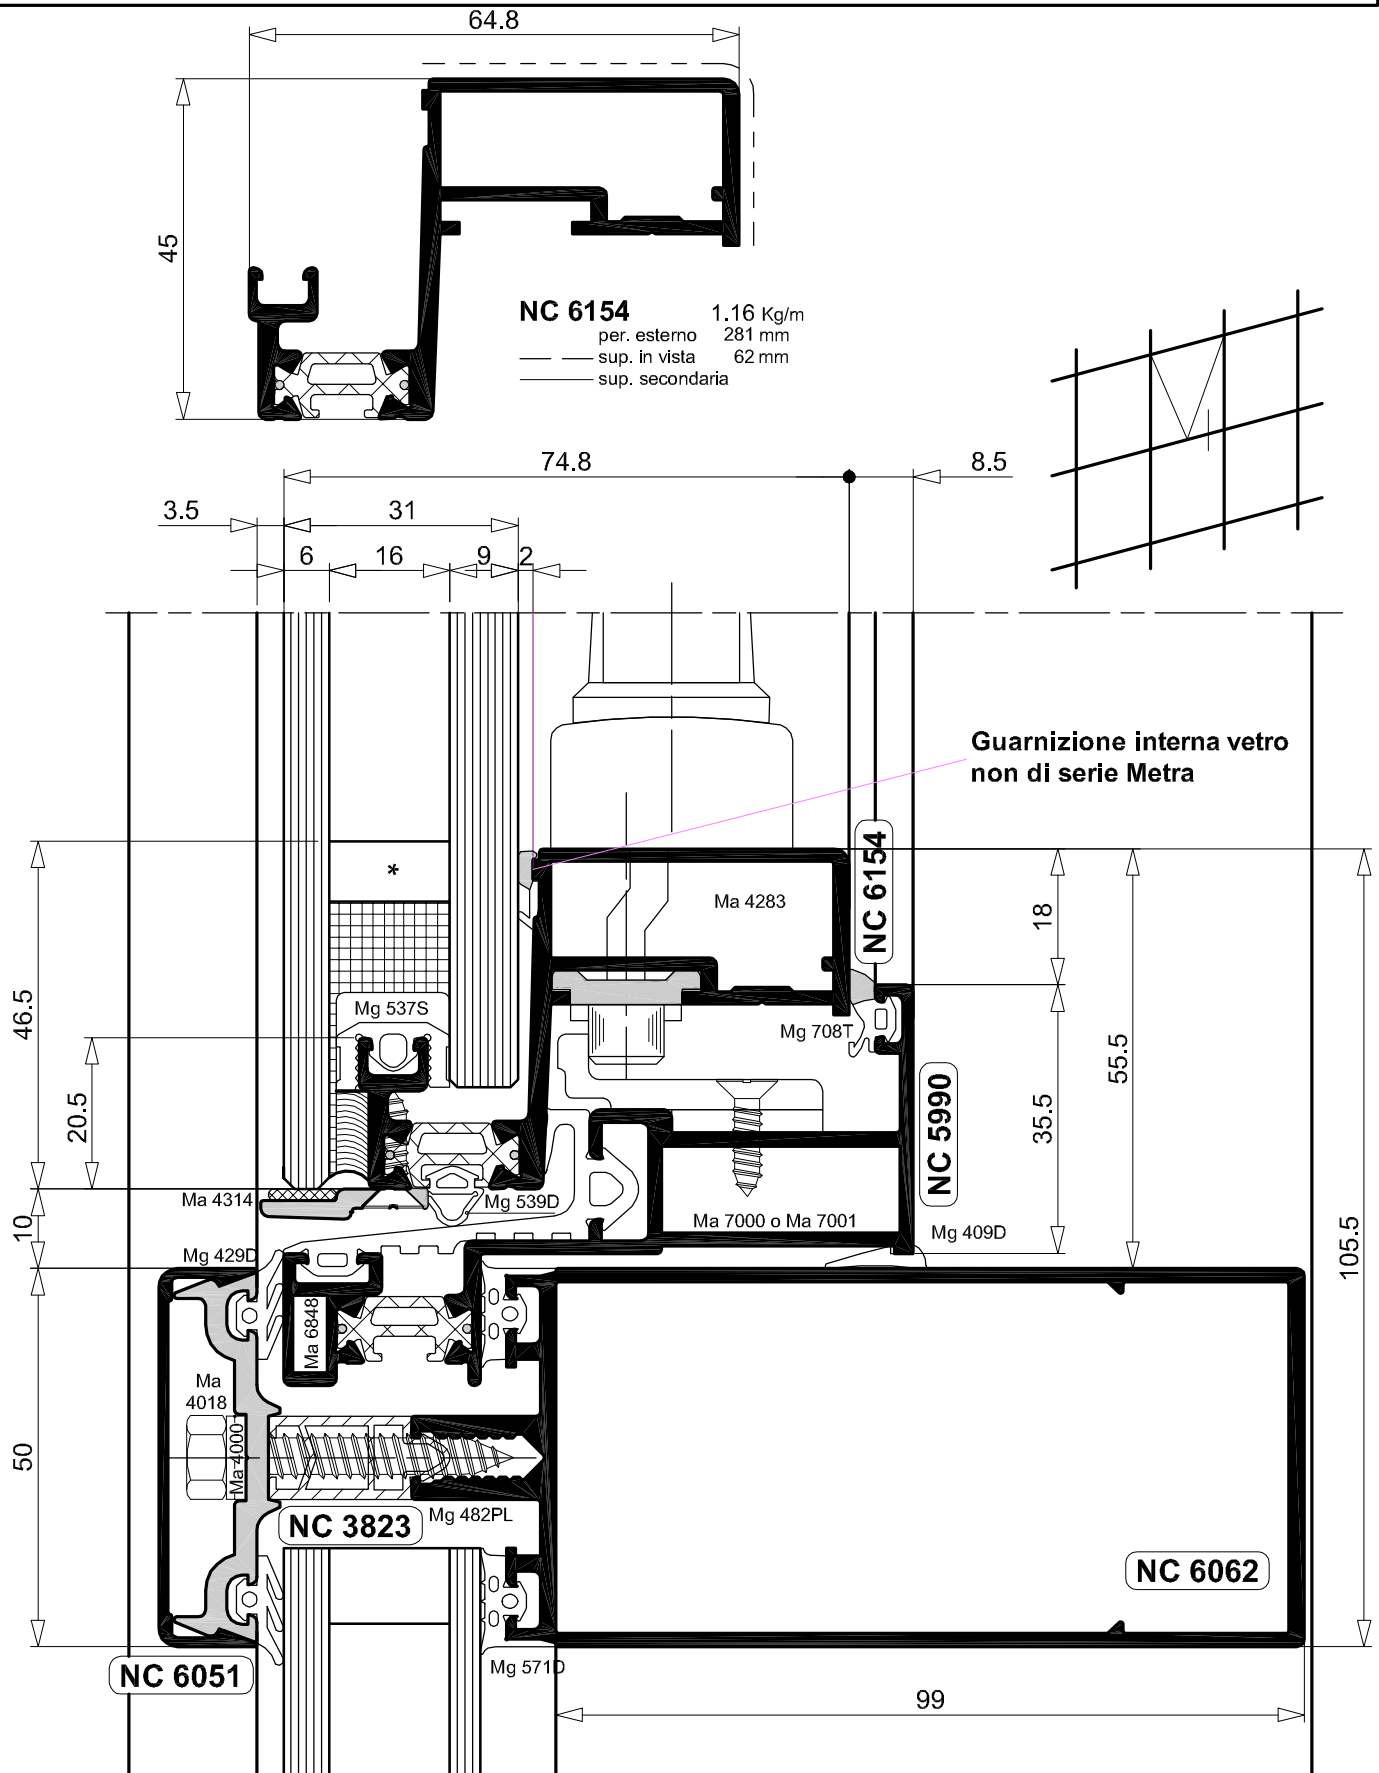 64.8
45
NC 6154 1.16 Kg/m
per. esterno 281 mm
sup. in vista 62 mm
sup. secondaria
74.8 8.5
3.5 31
6 16 9 2
Guarnizione interna vetro
non di serie Metra
*
Ma 4283
NC 6154
18
46.5
Mg 537S
Mg 708T
55.5
20.5
NC 5990
35.5
Ma 4314
Mg 539D
Ma 7000 o Ma 7001
Mg 409D
10
Mg 429D
105.5
Ma 6848
Ma
4018
Ma 4000
50
NC 3823
Mg 482PL
NC 6062
NC 6051
Mg 571D
99